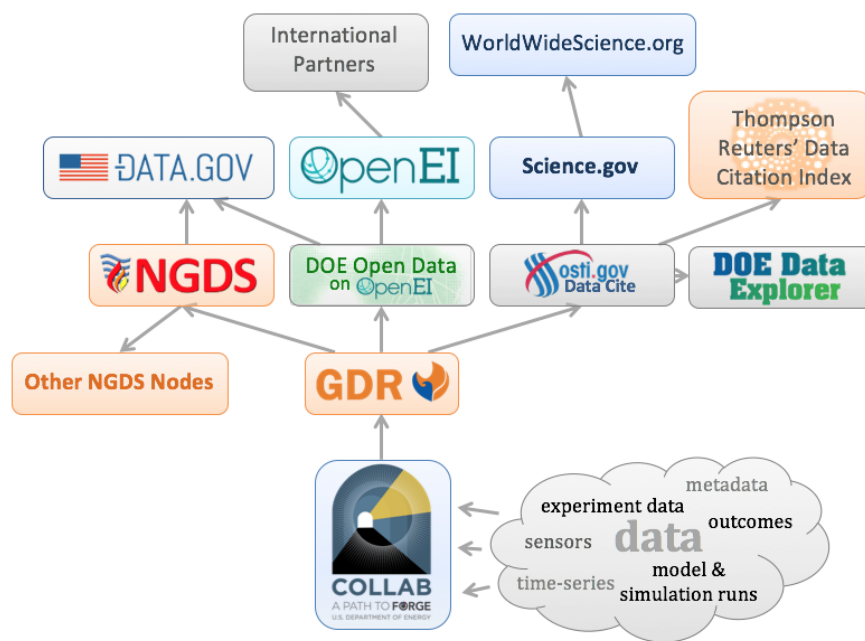 International
Partners
WorldWideScience.org
Thompson
Reuters’ Data
Citation Index
DATA.GOV
OpenEI
Science.gov
NGDS
DOE Open Data
on OpenEI
osti.gov
Data Cite
DOE Data
Explorer
Other NGDS Nodes
GDR
metadata
experiment data
outcomes
data
sensors
time-series
model &
simulation runs
COLLAB
A PATH TO FORGE
U.S. DEPARTMENT OF ENERGY